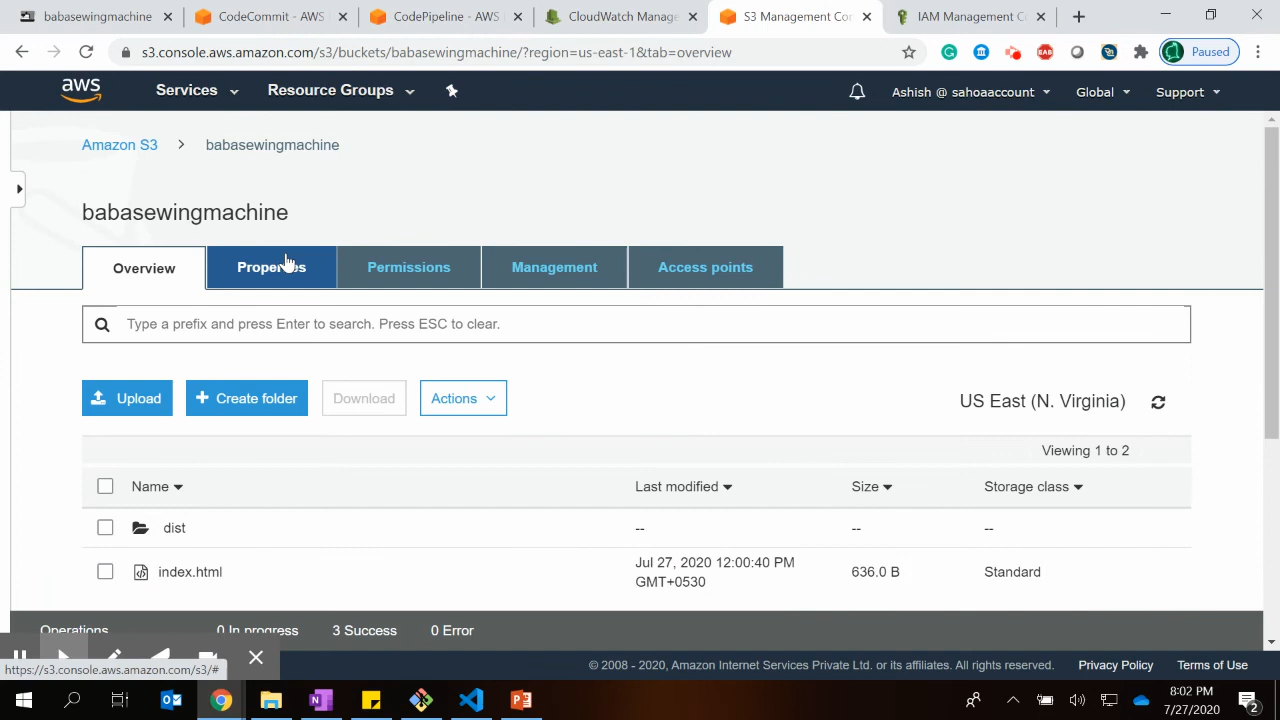 babasewingmachine
CodeCommit - AWS
CodePipeline - AWS
CloudWatch Manage
S3 Management Co
IAM Management C
s3.console.aws.amazon.com/s3/buckets/babasewingmachine/?region=us-east-1&tab=overview
Paused
aws
Services
Resource Groups
Ashish @ sahoaaccount
Global
Support
Amazon S3 > babasewingmachine
babasewingmachine
Overview
Properties
Permissions
Management
Access points
Type a prefix and press Enter to search. Press ESC to clear.
Upload
+ Create folder
Download
Actions
US East (N. Virginia)
Viewing 1 to 2
Name
Last modified
Size
Storage class
dist
--
--
--
index.html
Jul 27, 2020 12:00:40 PM
GMT+0530
636.0 B
Standard
Operations
0 In progress
3 Success
0 Error
https://s3.console.aws.amazon.com/s3/#
© 2008 - 2020, Amazon Internet Services Private Ltd. or its affiliates. All rights reserved.
Privacy Policy
Terms of Use
8:02 PM
7/27/2020
2